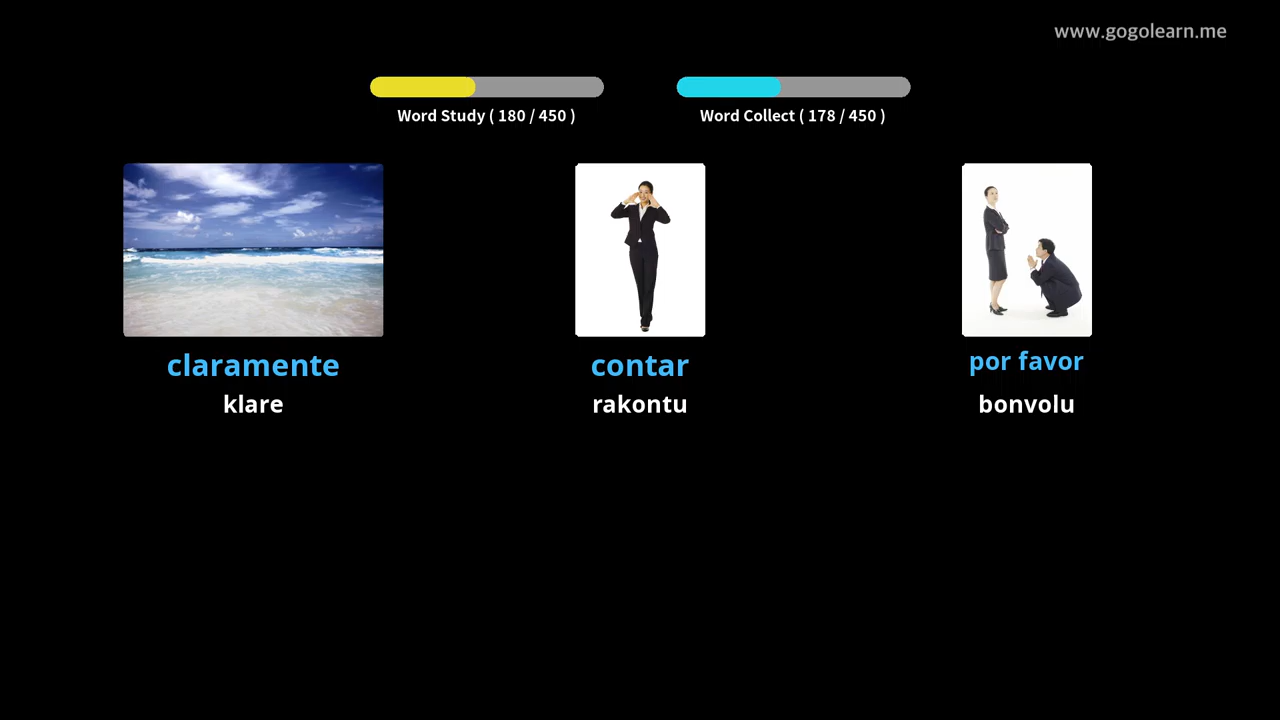 www.gogolearn.me
Word Study ( 180 / 450 )
Word Collect ( 178 / 450 )
claramente
klare
contar
rakontu
por favor
bonvolu